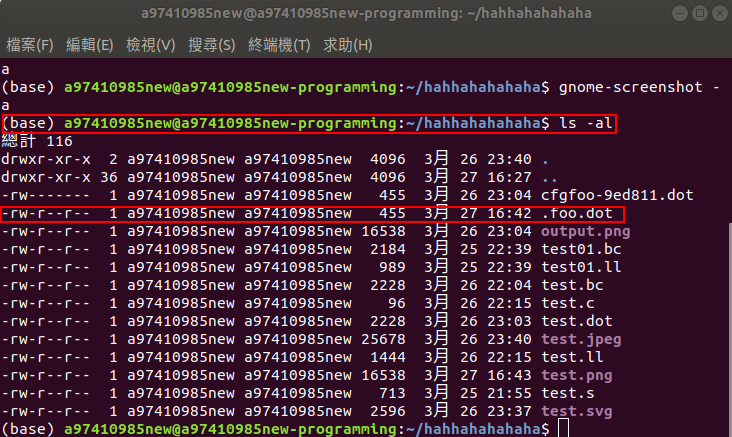 a97410985new@a97410985new-programming: ~/hahhahahahaha
檔案(F) 編輯(E) 檢視(V) 搜尋(S) 終端機(T) 求助(H)
a
(base) a97410985new@a97410985new-programming:~/hahhahahahaha$ gnome-screenshot -
a
(base) a97410985new@a97410985new-programming:~/hahhahahahaha$ ls -al
總計 116
drwxr-xr-x  2 a97410985new a97410985new  4096  3月 26 23:40 .
drwxr-xr-x 36 a97410985new a97410985new  4096  3月 27 16:27 ..
-rw-------  1 a97410985new a97410985new   455  3月 26 23:04 cfgfoo-9ed811.dot
-rw-r--r--  1 a97410985new a97410985new   455  3月 27 16:42 .foo.dot
-rw-r--r--  1 a97410985new a97410985new 16538  3月 26 23:04 output.png
-rw-r--r--  1 a97410985new a97410985new  2184  3月 25 22:39 test01.bc
-rw-r--r--  1 a97410985new a97410985new   989  3月 25 22:39 test01.ll
-rw-r--r--  1 a97410985new a97410985new  2228  3月 26 22:04 test.bc
-rw-r--r--  1 a97410985new a97410985new    96  3月 26 22:15 test.c
-rw-r--r--  1 a97410985new a97410985new  2228  3月 26 23:03 test.dot
-rw-r--r--  1 a97410985new a97410985new 25678  3月 26 23:40 test.jpeg
-rw-r--r--  1 a97410985new a97410985new  1444  3月 26 22:15 test.ll
-rw-r--r--  1 a97410985new a97410985new 16538  3月 27 16:43 test.png
-rw-r--r--  1 a97410985new a97410985new   713  3月 25 21:55 test.s
-rw-r--r--  1 a97410985new a97410985new  2596  3月 26 23:37 test.svg
(base) a97410985new@a97410985new-programming:~/hahhahahahaha$